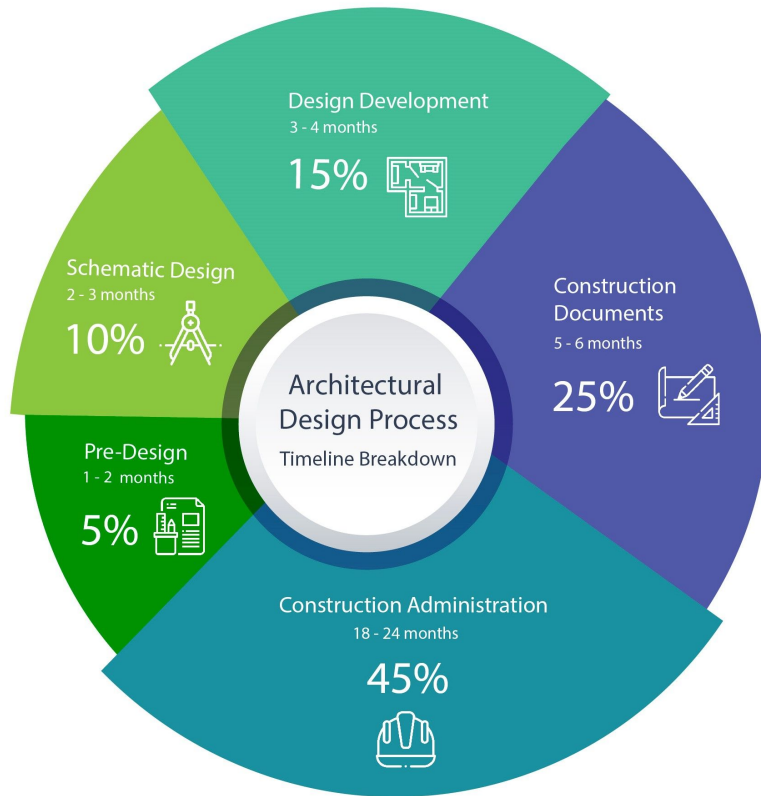 Architectural
Design Process
Timeline Breakdown
Pre-Design
1 - 2 months
5%
Schematic Design
2 - 3 months
10%
Design Development
3 - 4 months
15%
Construction
Documents
5 - 6 months
25%
Construction Administration
18 - 24 months
45%